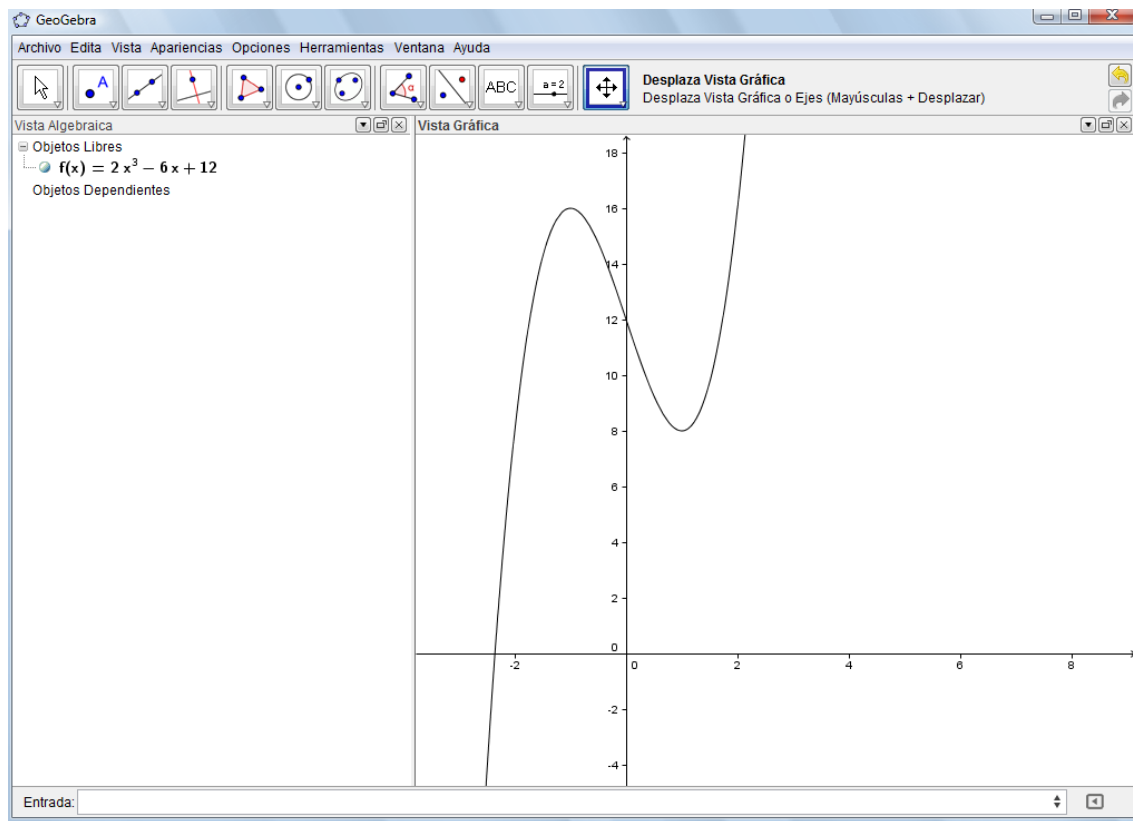 GeoGebra
Archivo Edita Vista Apariencias Opciones Herramientas Ventana Ayuda
A
α
ABC
a = 2
Desplaza Vista Gráfica
Desplaza Vista Gráfica o Ejes (Mayúsculas + Desplazar)
Vista Algebraica
Vista Gráfica
Objetos Libres
f(x) = 2 x³ − 6 x + 12
Objetos Dependientes
18
16
14
12
10
8
6
4
2
0
-2 0 2 4 6 8
-2
-4
Entrada: